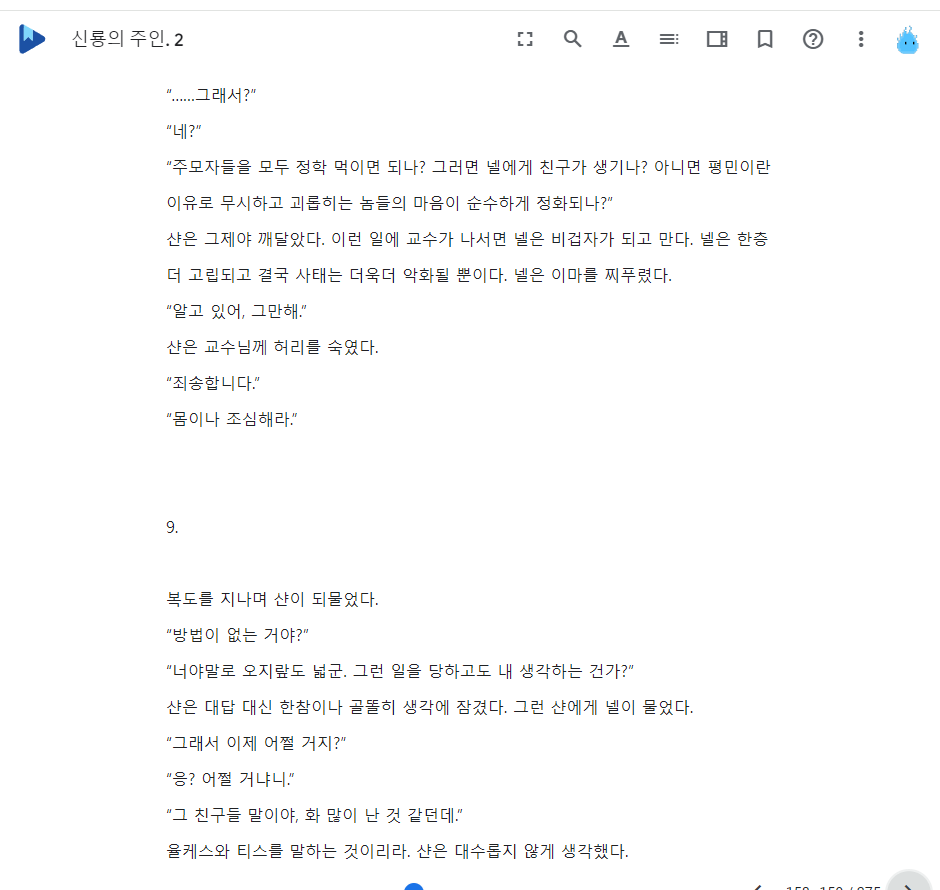 신룡의 주인. 2
“……그래서?”
“네?”
“주모자들을 모두 정학 먹이면 되나? 그러면 넬에게 친구가 생기나? 아니면 평민이란
이유로 무시하고 괴롭히는 놈들의 마음이 순수하게 정화되나?”
샨은 그제야 깨달았다. 이런 일에 교수가 나서면 넬은 비겁자가 되고 만다. 넬은 한층
더 고립되고 결국 사태는 더욱더 악화될 뿐이다. 넬은 이마를 찌푸렸다.
“알고 있어, 그만해.”
샨은 교수님께 허리를 숙였다.
“죄송합니다.”
“몸이나 조심해라.”
9.
복도를 지나며 샨이 되물었다.
“방법이 없는 거야?”
“너야말로 오지랖도 넓군. 그런 일을 당하고도 내 생각하는 건가?”
샨은 대답 대신 한참이나 골똘히 생각에 잠겼다. 그런 샨에게 넬이 물었다.
“그래서 이제 어쩔 거지?”
“응? 어쩔 거냐니.”
“그 친구들 말이야, 화 많이 난 것 같던데.”
율케스와 티스를 말하는 것이리라. 샨은 대수롭지 않게 생각했다.